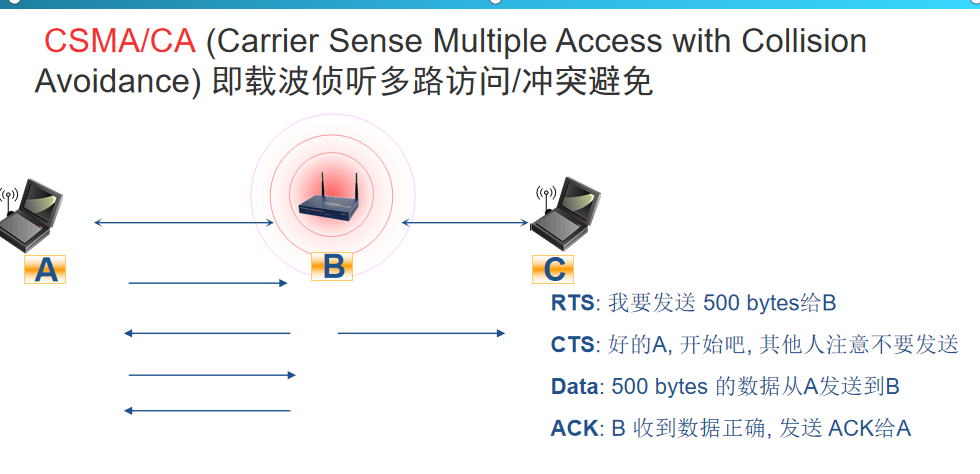 CSMA/CA (Carrier Sense Multiple Access with Collision
Avoidance) 即载波侦听多路访问/冲突避免
A
B
C
RTS: 我要发送 500 bytes给B
CTS: 好的A, 开始吧, 其他人注意不要发送
Data: 500 bytes 的数据从A发送到B
ACK: B 收到数据正确, 发送 ACK给A